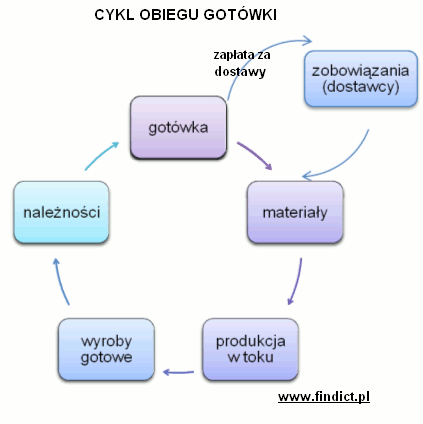 CYKL OBIEGU GOTÓWKI
zapłata za
dostawy
zobowiązania
(dostawcy)
gotówka
należności
materiały
wyroby
gotowe
produkcja
w toku
www.findict.pl